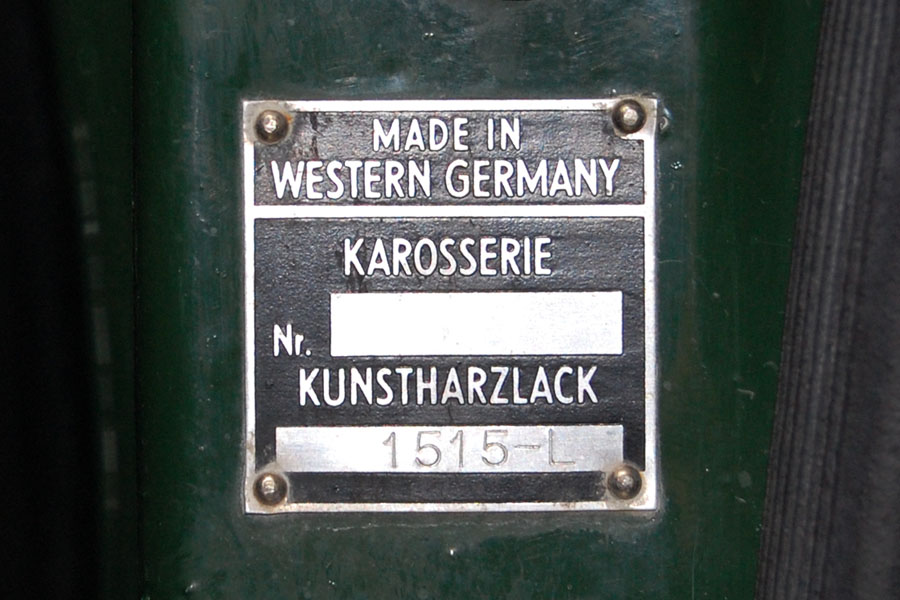 MADE IN
WESTERN GERMANY
KAROSSERIE
Nr.
KUNSTHARZLACK
1515-L